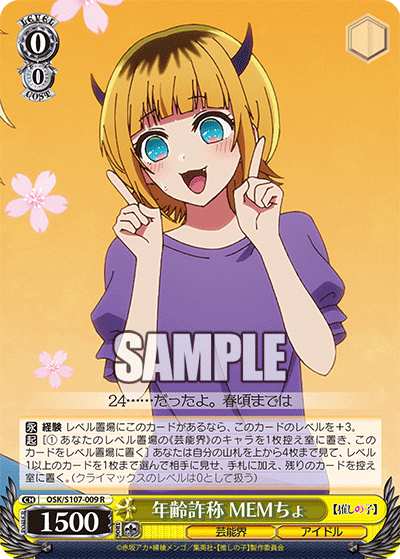 LEVEL
0
0
COST
SAMPLE
24……だったよ。春頃までは
永 経験 レベル置場にこのカードがあるなら、このカードのレベルを+3。
起 [① あなたのレベル置場の《芸能界》のキャラを1枚控え室に置き、このカードをレベル置場に置く] あなたは自分の山札を上から4枚まで見て、レベル1以上のカードを1枚まで選んで相手に見せ、手札に加え、残りのカードを控え室に置く。(クライマックスのレベルは0として扱う)
CH OSK/S107-009 R
1500
年齢詐称 MEMちょ
【推しの子】
芸能界
アイドル
©赤坂アカ×横槍メンゴ/集英社・【推しの子】製作委員会